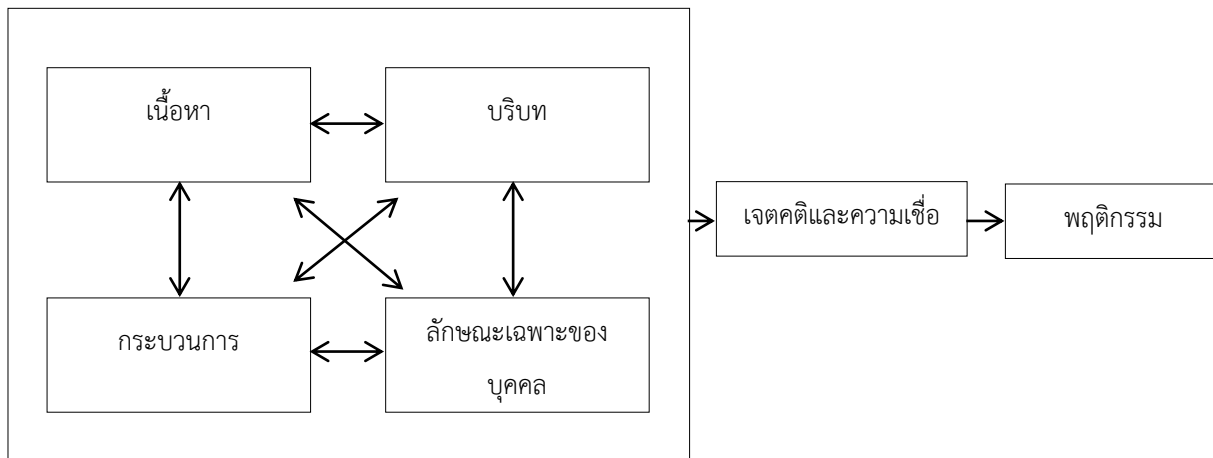 เนื้อหา
บริบท
เจตคติและความเชื่อ
พฤติกรรม
กระบวนการ
ลักษณะเฉพาะของ
บุคคล